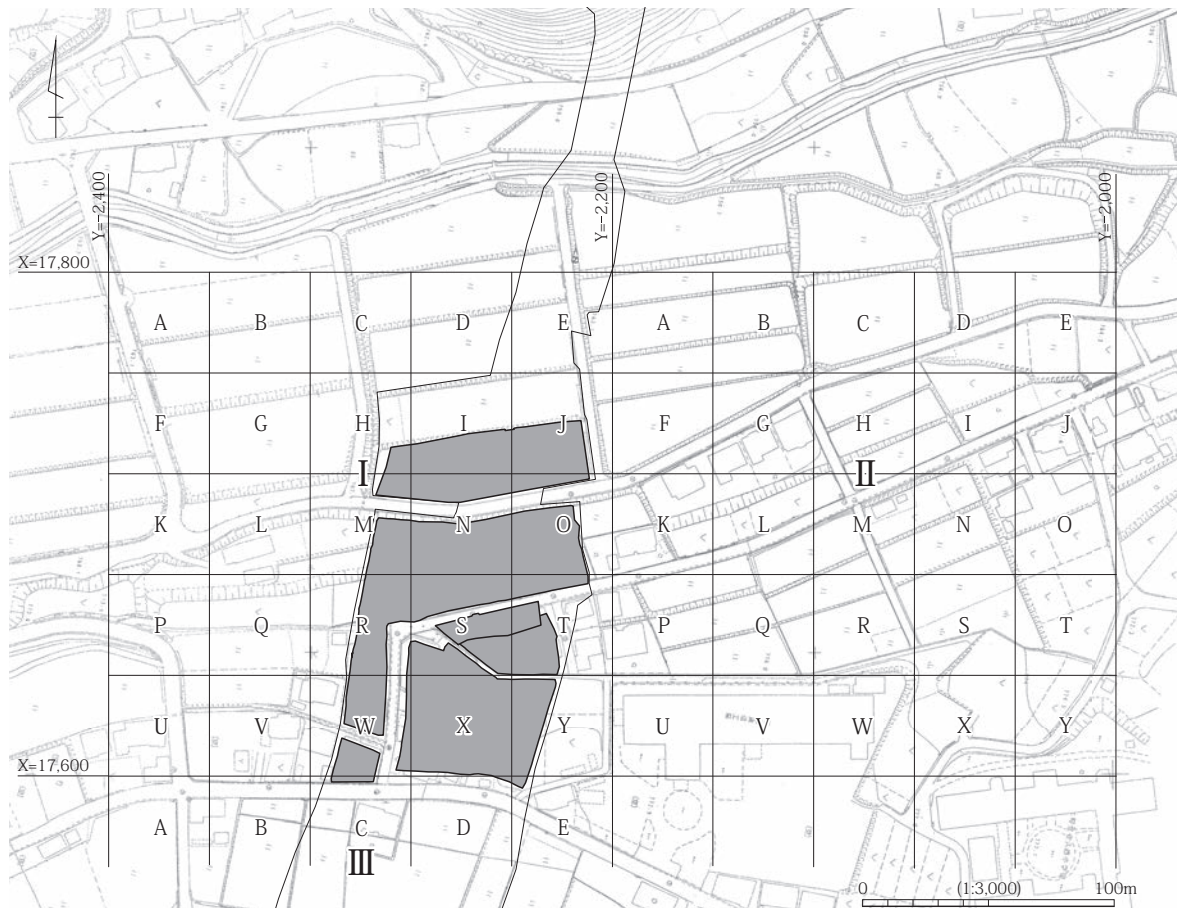 Y=-2,400
Y=-2,200
Y=-2,000
X=17,800
A B C D E A B C D E
F G H I J F G H I J
Ⅰ Ⅱ
K L M N O K L M N O
P Q R S T P Q R S T
U V W X Y U V W X Y
X=17,600
A B C D E
Ⅲ
0 (1:3,000) 100m